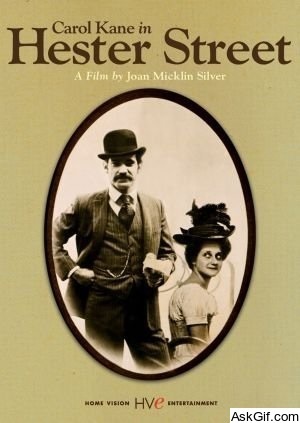 Carol Kane in
Hester Street
A Film by Joan Micklin Silver
HOME VISION HVe ENTERTAINMENT
AskGif.com